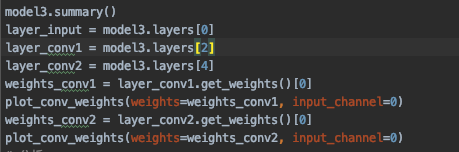 model3.summary()
layer_input = model3.layers[0]
layer_conv1 = model3.layers[2]
layer_conv2 = model3.layers[4]
weights_conv1 = layer_conv1.get_weights()[0]
plot_conv_weights(weights=weights_conv1, input_channel=0)
weights_conv2 = layer_conv2.get_weights()[0]
plot_conv_weights(weights=weights_conv2, input_channel=0)